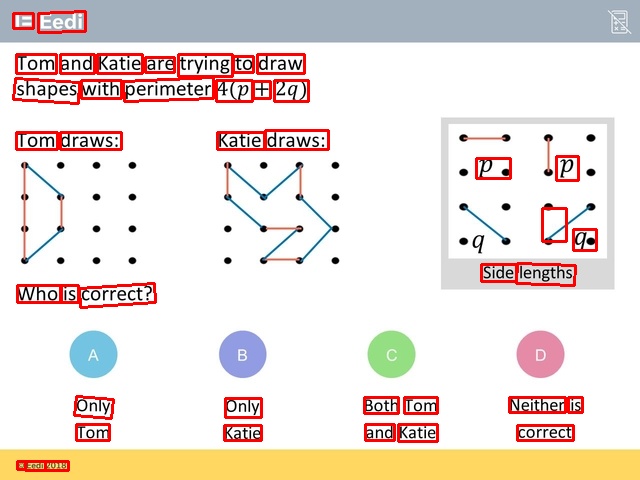 Eedi
Tom and Katie are trying to draw
shapes with perimeter 4(p + 2q)
Tom draws:
Katie draws:
p
p
q
q
Side lengths
Who is correct?
A
B
C
D
Only
Tom
Only
Katie
Both Tom
and Katie
Neither is
correct
© Eedi 2018